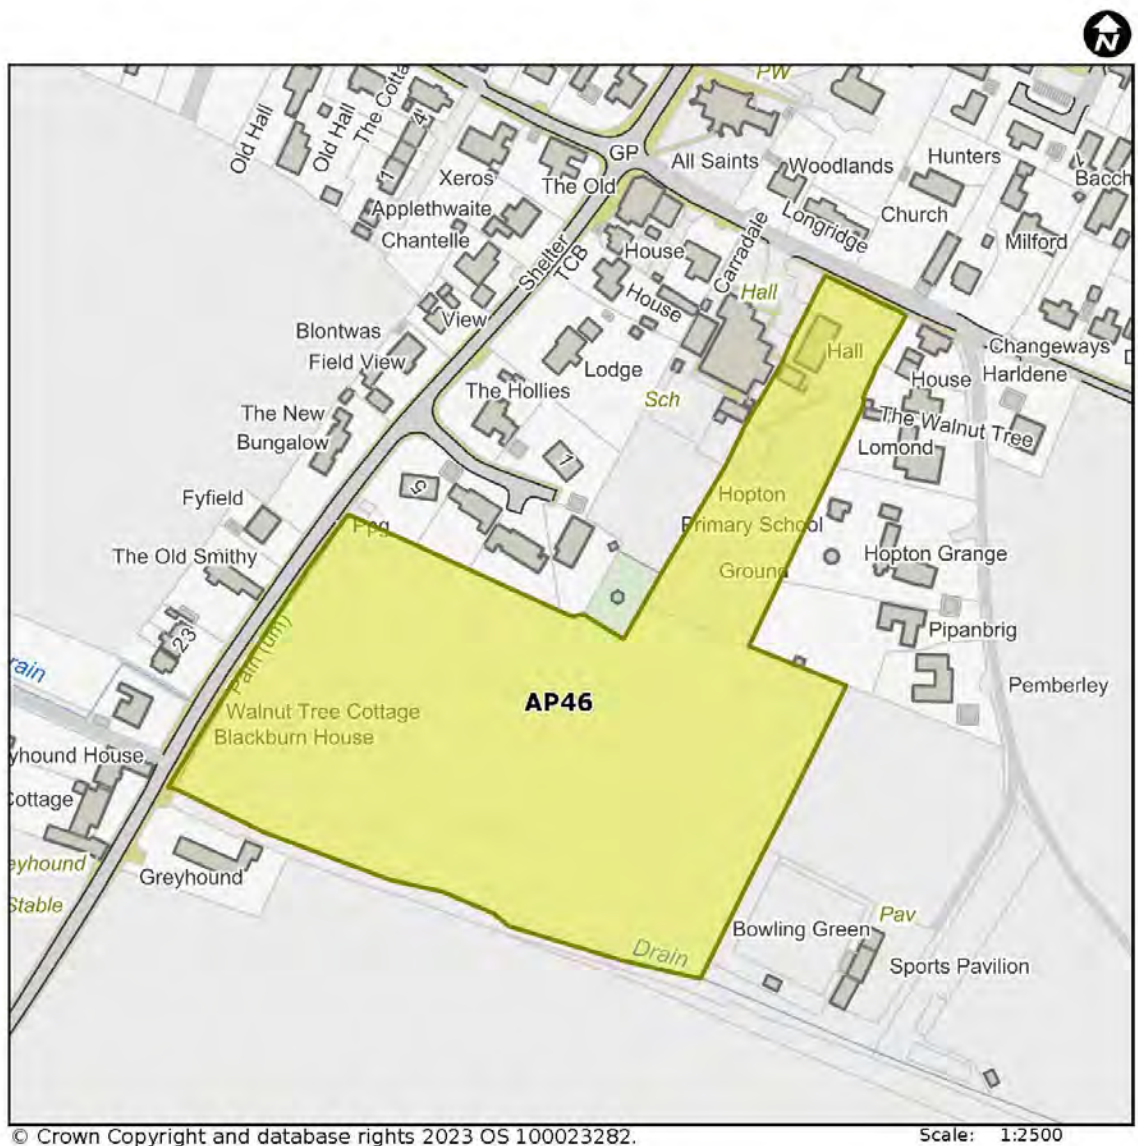 N
PW
Old Hall
Old Hall
The Cotta
4
1
GP
All Saints
Woodlands
Hunters
1
Bacch
Xeros
The Old
Applethwaite
Chantelle
Longridge
Church
Milford
Shelter
TCB
House
Carradale
House
Hall
View
Blontwas
Field View
Hall
Changeways
Harldene
House
Lodge
The Hollies
Sch
The New
Bungalow
The Walnut Tree
Lomond
1
5
Hopton
Primary School
Ground
Fyfield
Ppg
The Old Smithy
Hopton Grange
23
Path (um)
Pipanbrig
rain
Pemberley
AP46
Walnut Tree Cottage
Blackburn House
yhound House
Cottage
eyhound
Stable
Greyhound
Drain
Bowling Green
Pav
Sports Pavilion
© Crown Copyright and database rights 2023 OS 100023282.
Scale: 1:2500